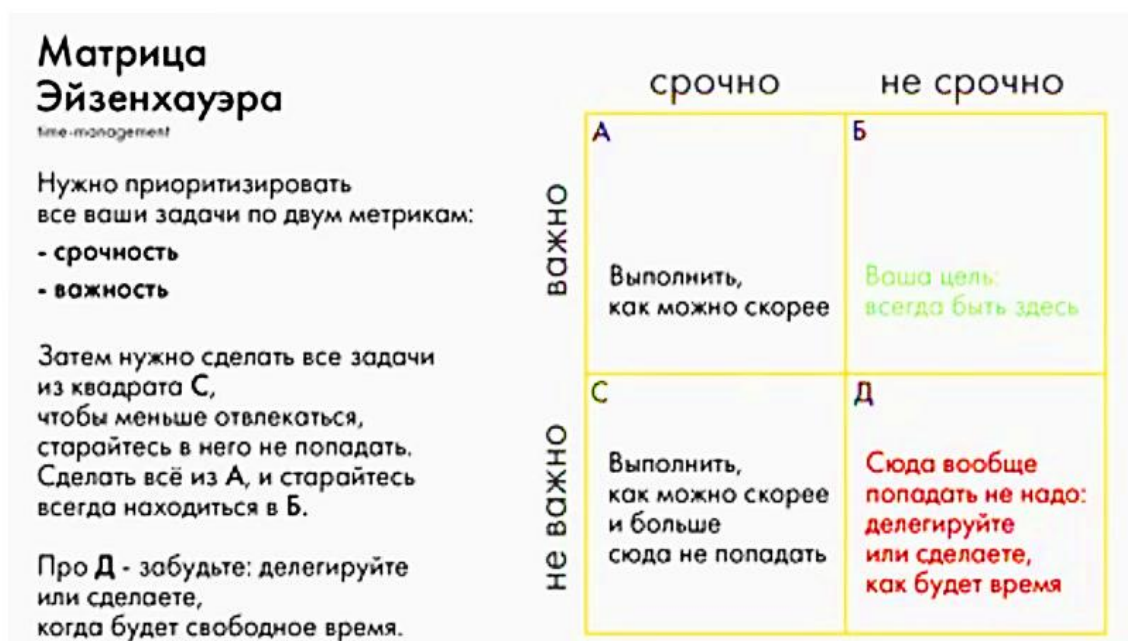 Матрица
Эйзенхауэра
time-management
Нужно приоритизировать
все ваши задачи по двум метрикам:
- срочность
- важность
Затем нужно сделать все задачи
из квадрата С,
чтобы меньше отвлекаться,
старайтесь в него не попадать.
Сделать всё из А, и старайтесь
всегда находиться в Б.
Про Д - забудьте: делегируйте
или сделаете,
когда будет свободное время.
срочно
не срочно
важно
не важно
А
Выполнить,
как можно скорее
Б
Ваша цель:
всегда быть здесь
С
Выполнить,
как можно скорее
и больше
сюда не попадать
Д
Сюда вообще
попадать не надо:
делегируйте
или сделаете,
как будет время